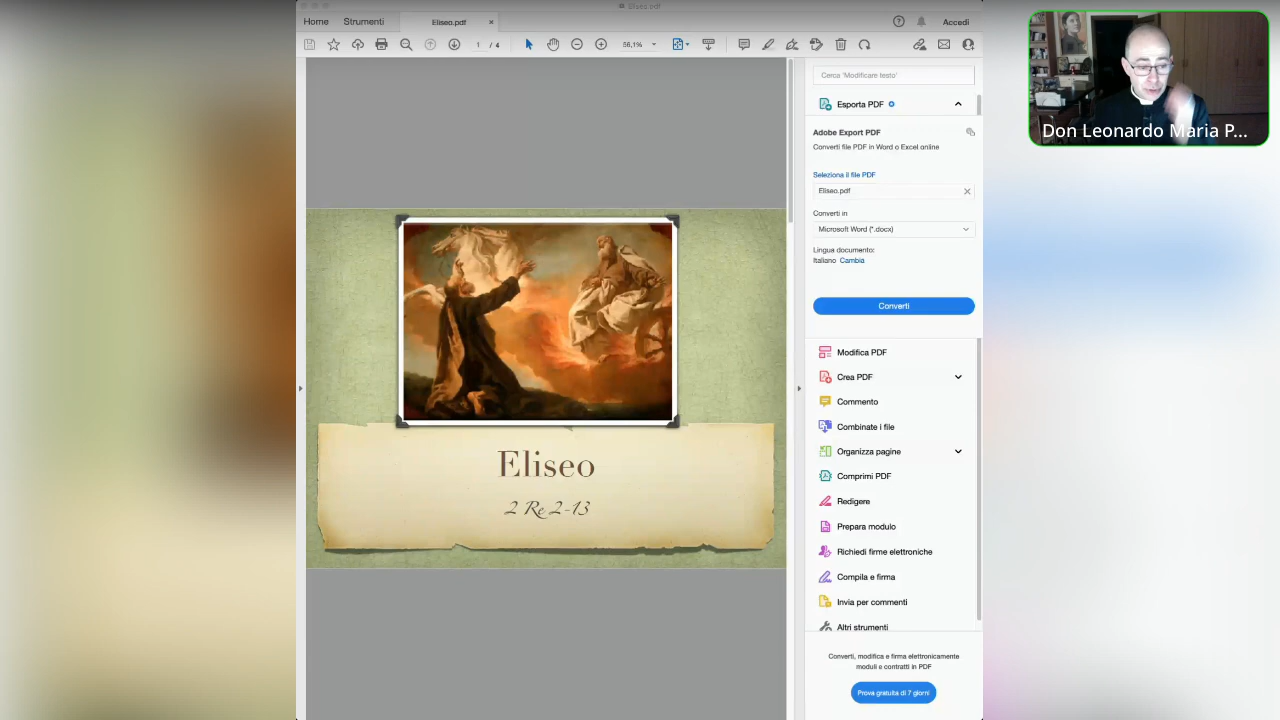 Eliseo.pdf
Home
Strumenti
Eliseo.pdf
Accedi
1 / 4
56,1%
Cerca 'Modificare testo'
Esporta PDF
Adobe Export PDF
Converti file PDF in Word o Excel online
Seleziona il file PDF
Eliseo.pdf
Converti in
Microsoft Word (*.docx)
Lingua documento:
Italiano Cambia
Converti
Modifica PDF
Crea PDF
Commento
Combinate i file
Organizza pagine
Comprimi PDF
Redigere
Prepara modulo
Richiedi firme elettroniche
Compila e firma
Invia per commenti
Altri strumenti
Converti, modifica e firma elettronicamente
moduli e contratti in PDF
Prova gratuita di 7 giorni
Eliseo
2 Re 2-13
Don Leonardo Maria P...